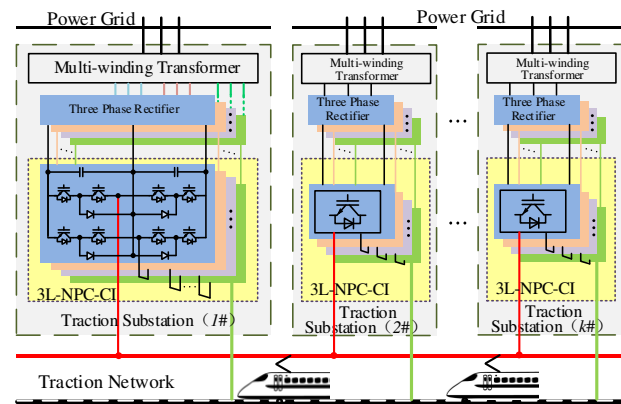 Power Grid
Power Grid
Multi-winding Transformer
Multi-winding
Transformer
Multi-winding
Transformer
Three Phase Rectifier
Three Phase
Rectifier
Three Phase
Rectifier
...
...
3L-NPC-CI
3L-NPC-CI
3L-NPC-CI
Traction Substation（1#）
Traction
Substation（2#）
Traction
Substation（k#）
Traction Network